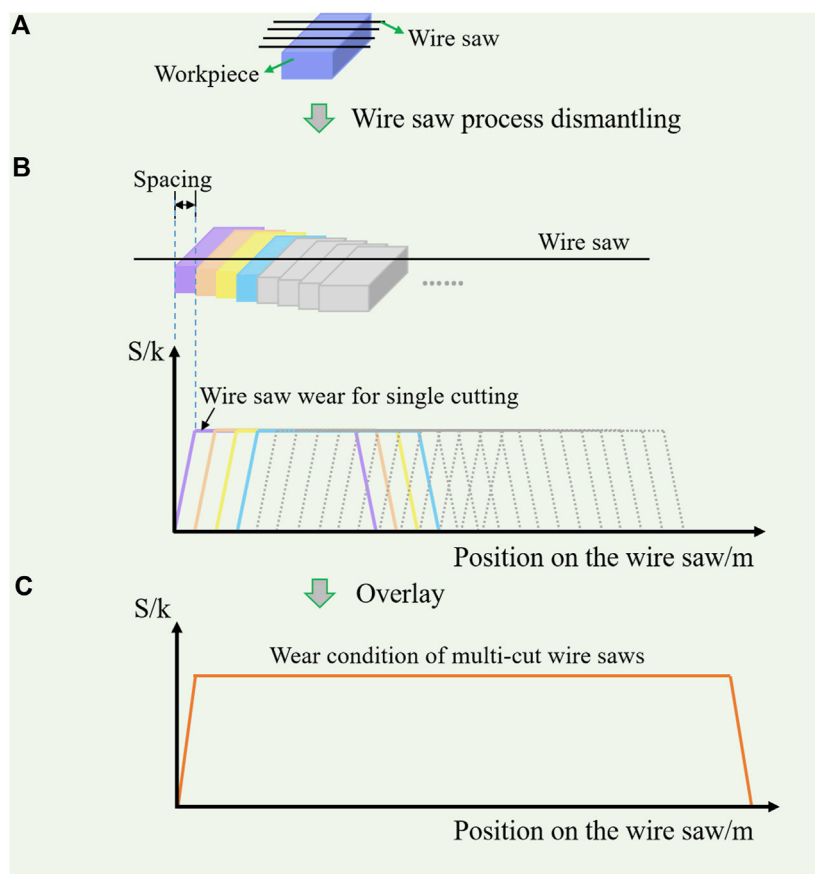 A
Wire saw
Workpiece
Wire saw process dismantling
B
Spacing
Wire saw
S/k
Wire saw wear for single cutting
Position on the wire saw/m
C
Overlay
S/k
Wear condition of multi-cut wire saws
Position on the wire saw/m